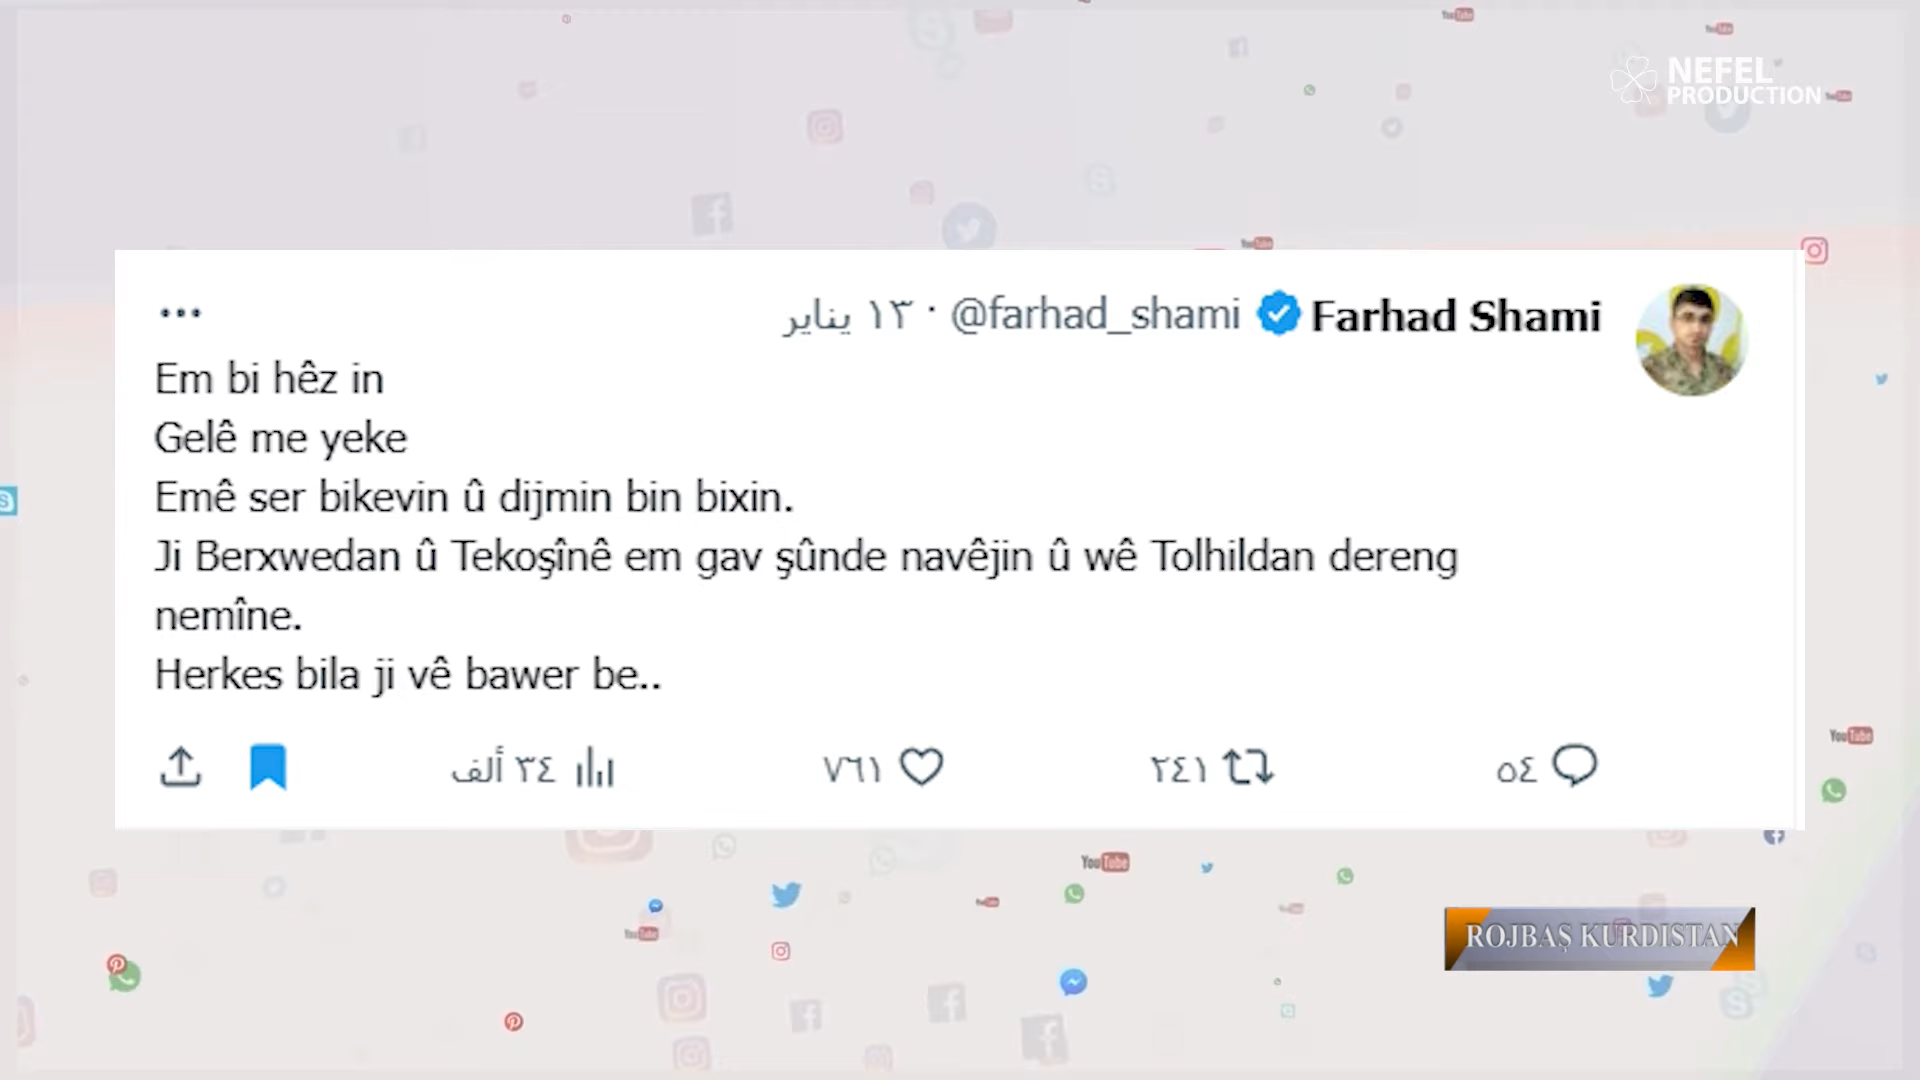 NEFEL
PRODUCTION
Farhad Shami @farhad_shami · ١٣ يناير
Em bi hêz in
Gelê me yeke
Emê ser bikevin û dijmin bin bixin.
Ji Berxwedan û Tekoşînê em gav şûnde navêjin û wê Tolhildan dereng
nemîne.
Herkes bila ji vê bawer be..
٥٤ ٢٤١ ٧٦١ ٣٤ ألف
ROJBAŞ KURDISTAN